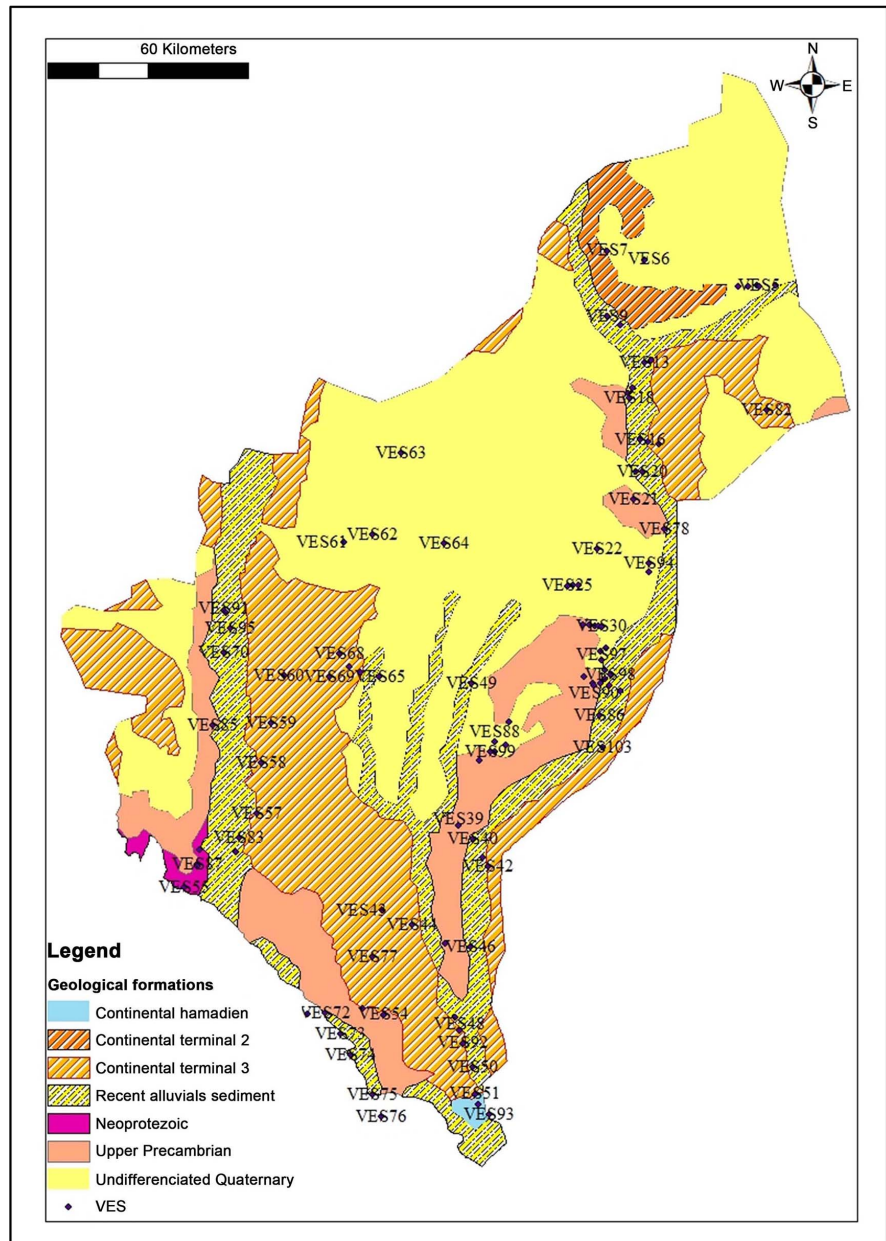 60 Kilometers
N
W E
S
VES7
VES6
VES5
VES9
VES13
VES18
VES82
VES16
VES63
VES20
VES21
VES78
VES61
VES62
VES64
VES22
VES94
VES25
VES91
VES95
VES30
VES70
VES68
VES97
VES60
VES69
VES65
VES49
VES98
VES90
VES85
VES59
VES86
VES88
VES99
VES103
VES58
VES57
VES39
VES83
VES40
VES87
VES42
VES55
VES43
VES44
VES46
VES77
VES72
VES54
VES48
VES73
VES92
VES74
VES50
VES75
VES51
VES76
VES93
Legend
Geological formations
Continental hamadien
Continental terminal 2
Continental terminal 3
Recent alluvials sediment
Neoprotezoic
Upper Precambrian
Undifferenciated Quaternary
VES